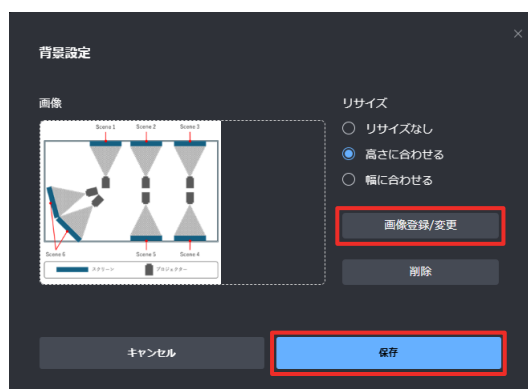 背景設定
画像
Scene 1 Scene 2 Scene 3
Scene 6 Scene 5 Scene 4
スクリーン プロジェクター
リサイズ
リサイズなし
高さに合わせる
幅に合わせる
画像登録/変更
削除
キャンセル
保存